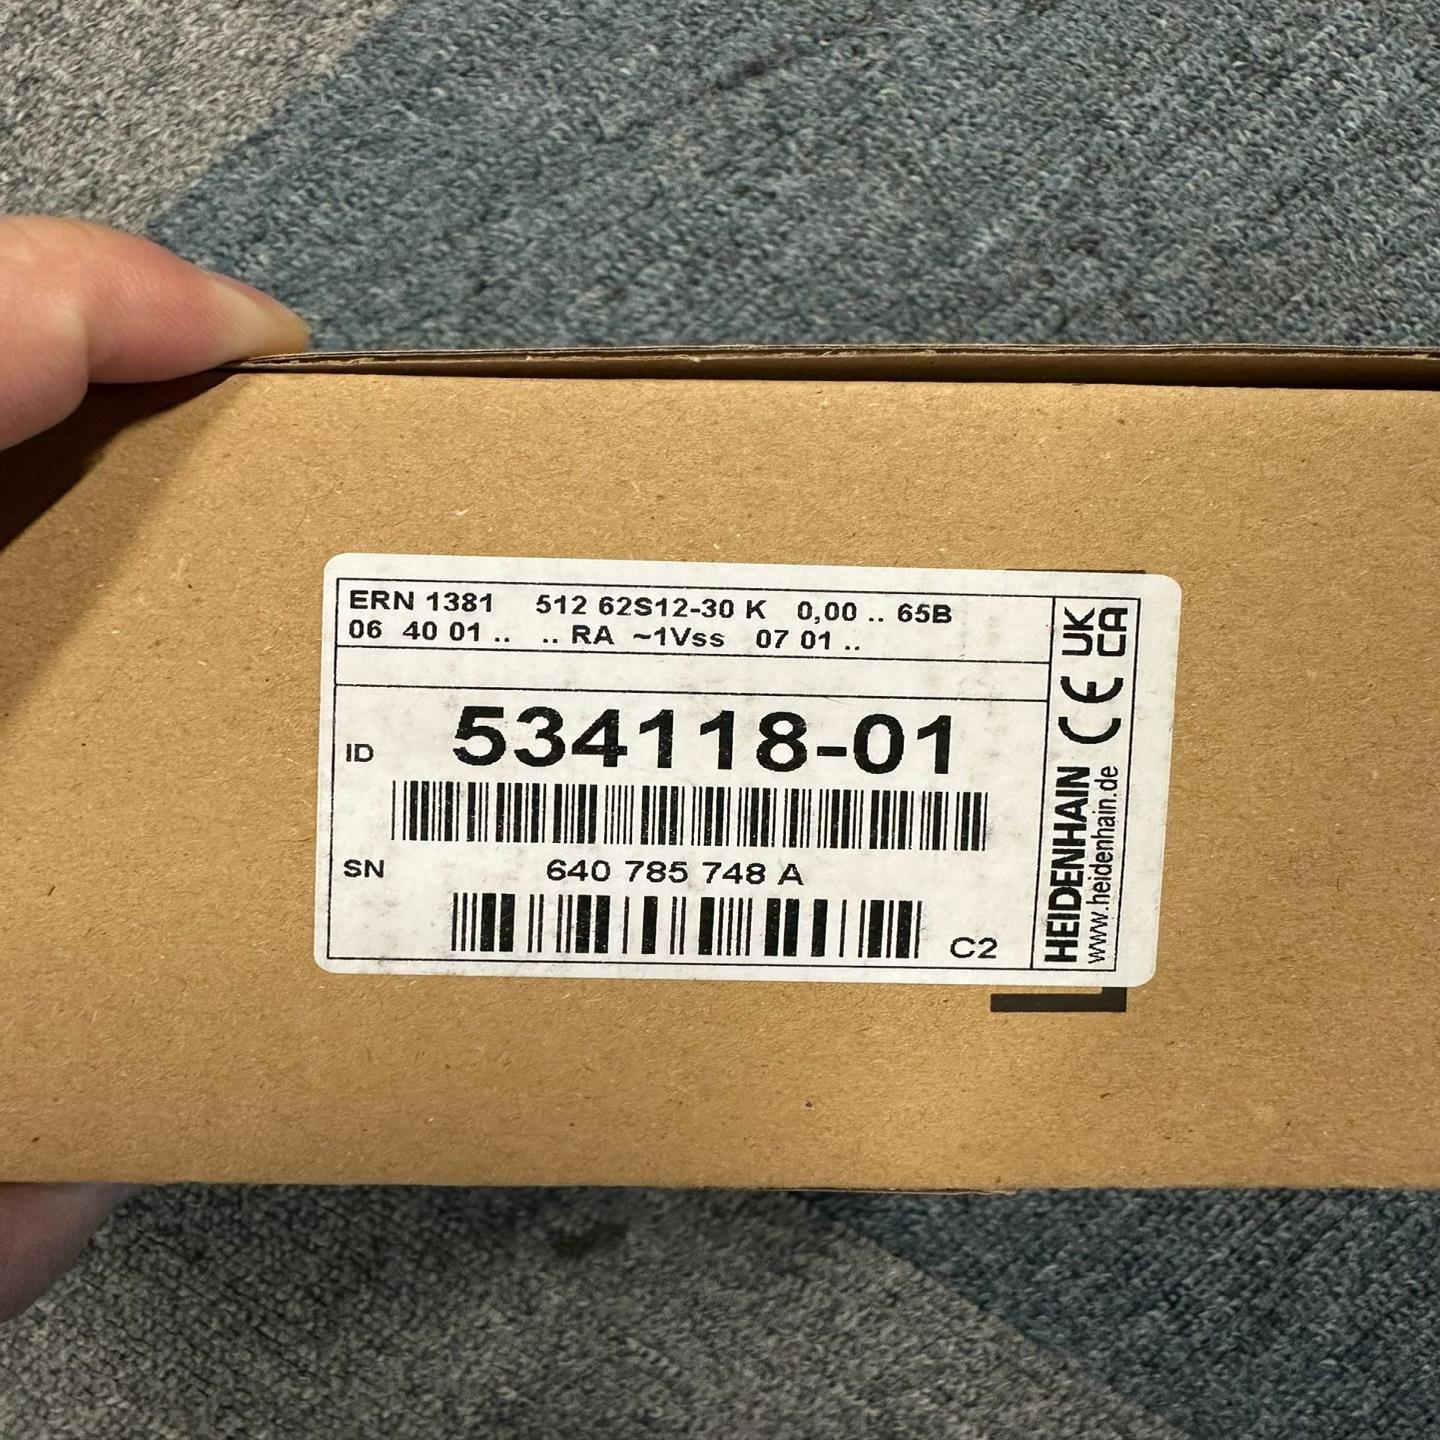 ERN 1381 512 62S12-30 K 0,00 .. 65B
06 40 01 .. .. RA ~1Vss 07 01 ..
ID 534118-01
SN 640 785 748 A
C2
HEIDENHAIN
www.heidenhain.de
CE
UK
CA